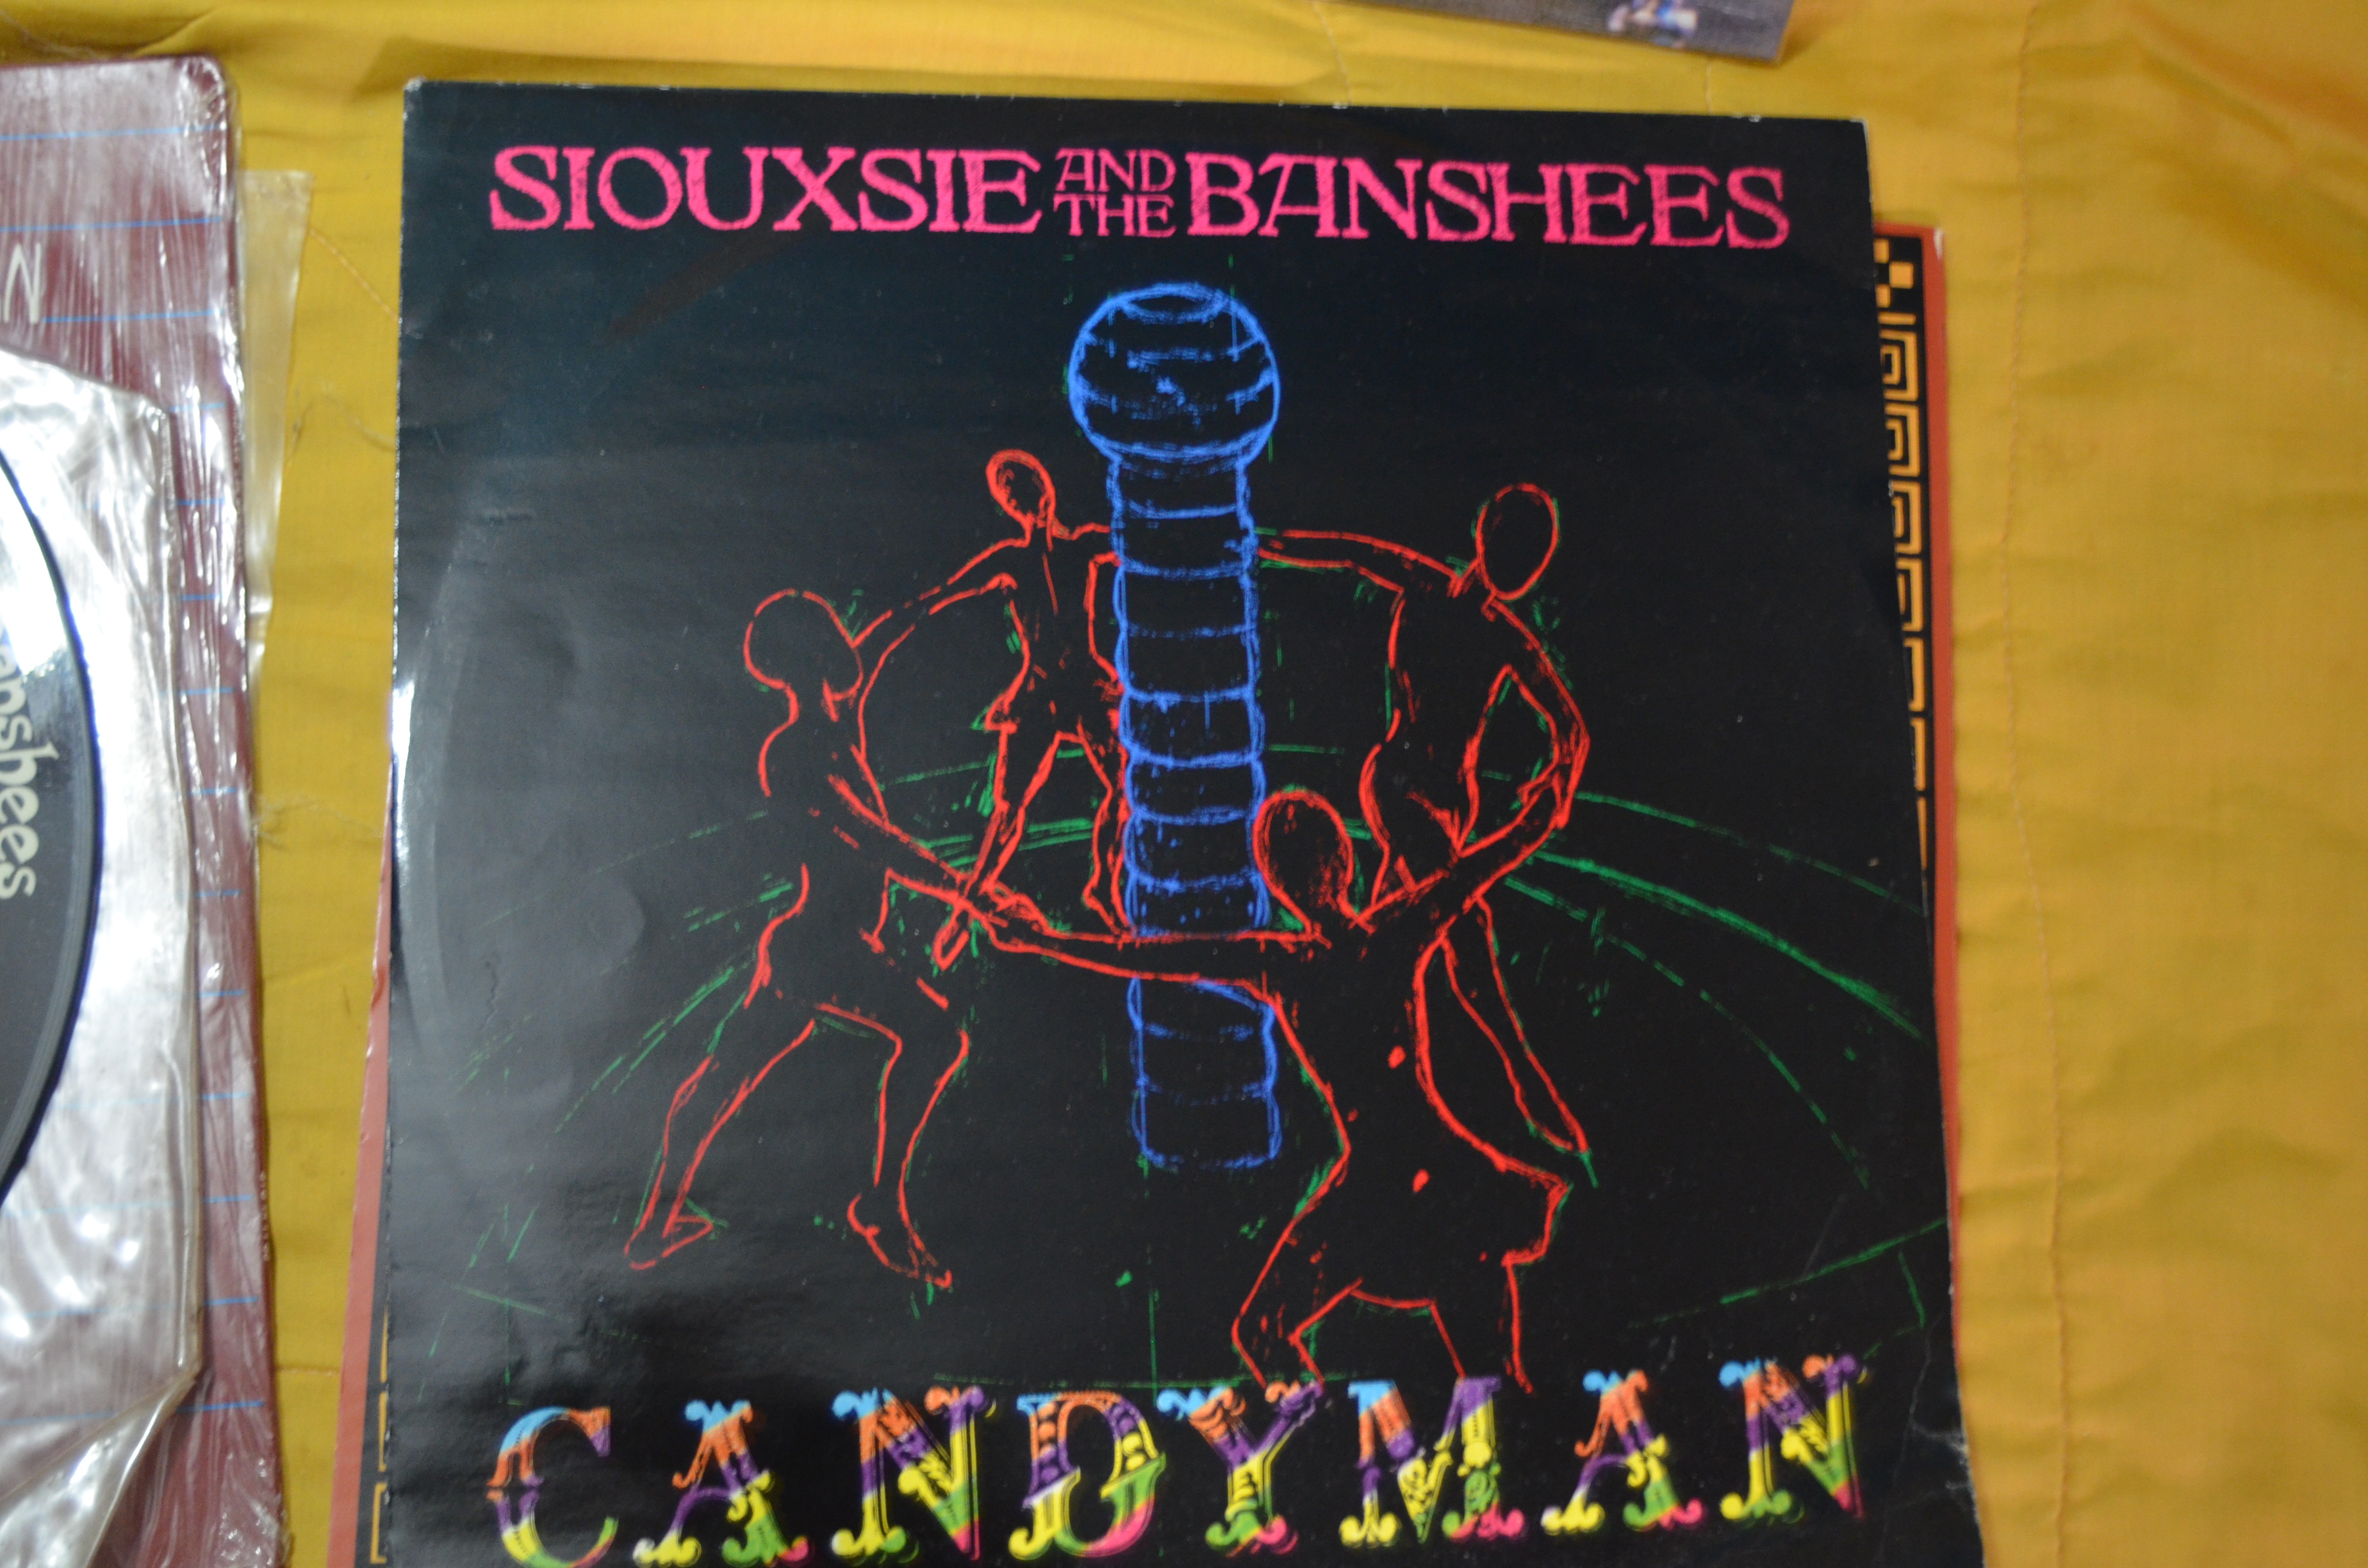 SIOUXSIE AND THE BANSHEES
CANDYMAN
N